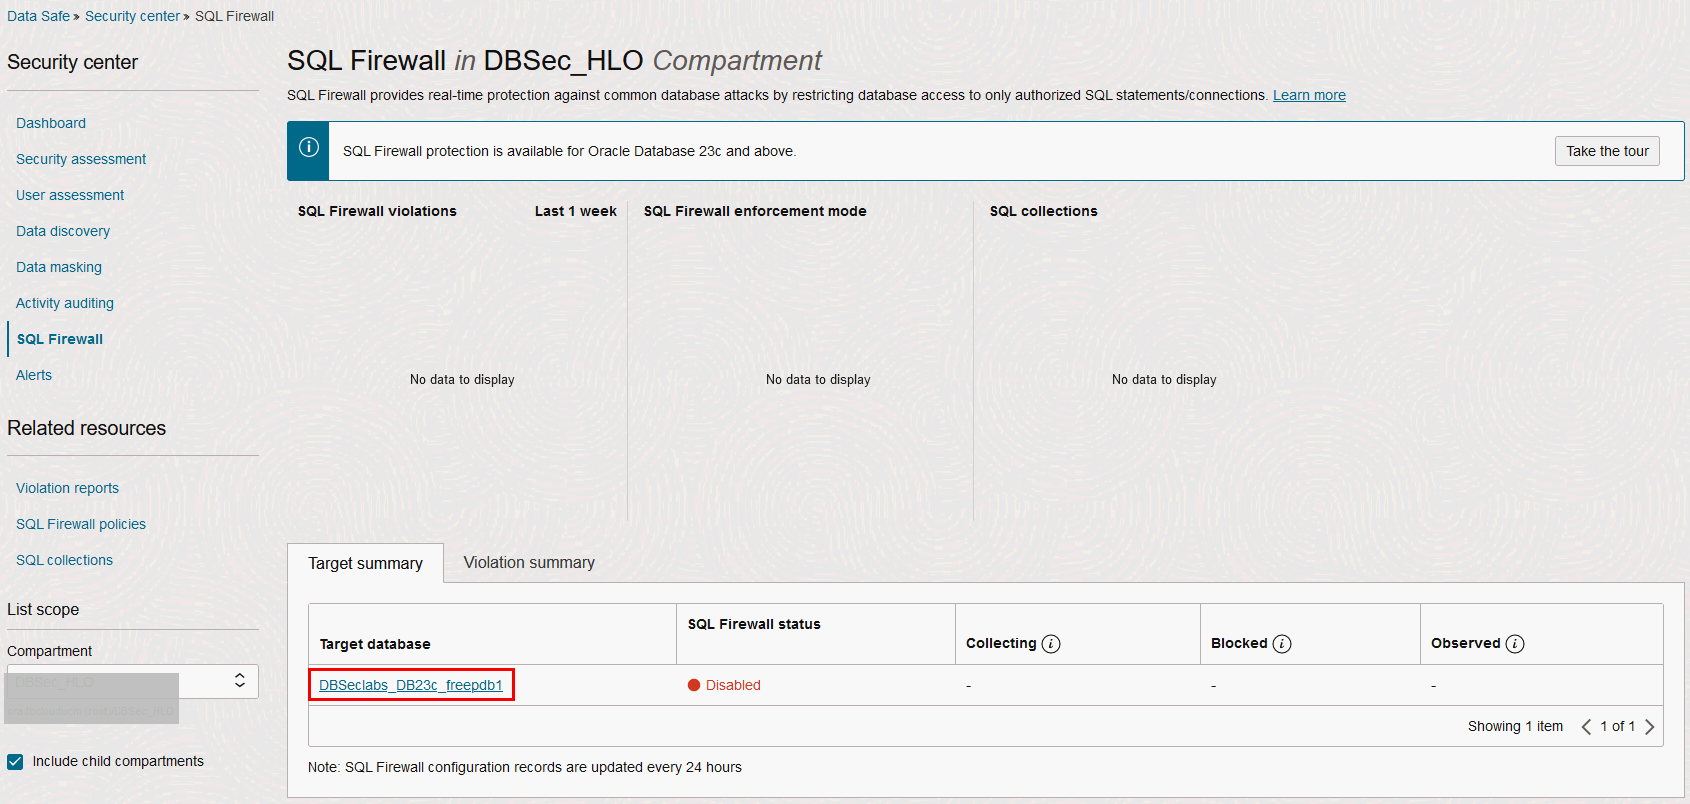 Data Safe » Security center » SQL Firewall
Security center
Dashboard
Security assessment
User assessment
Data discovery
Data masking
Activity auditing
SQL Firewall
Alerts
Related resources
Violation reports
SQL Firewall policies
SQL collections
List scope
Compartment
DBSec_HLO
Include child compartments
SQL Firewall in DBSec_HLO Compartment
SQL Firewall provides real-time protection against common database attacks by restricting database access to only authorized SQL statements/connections. Learn more
SQL Firewall protection is available for Oracle Database 23c and above.
Take the tour
SQL Firewall violations Last 1 week
No data to display
SQL Firewall enforcement mode
No data to display
SQL collections
No data to display
Target summary Violation summary
Target database SQL Firewall status Collecting Blocked Observed
DBSeclabs_DB23c_freepdb1 Disabled - - -
Showing 1 item 1 of 1
Note: SQL Firewall configuration records are updated every 24 hours